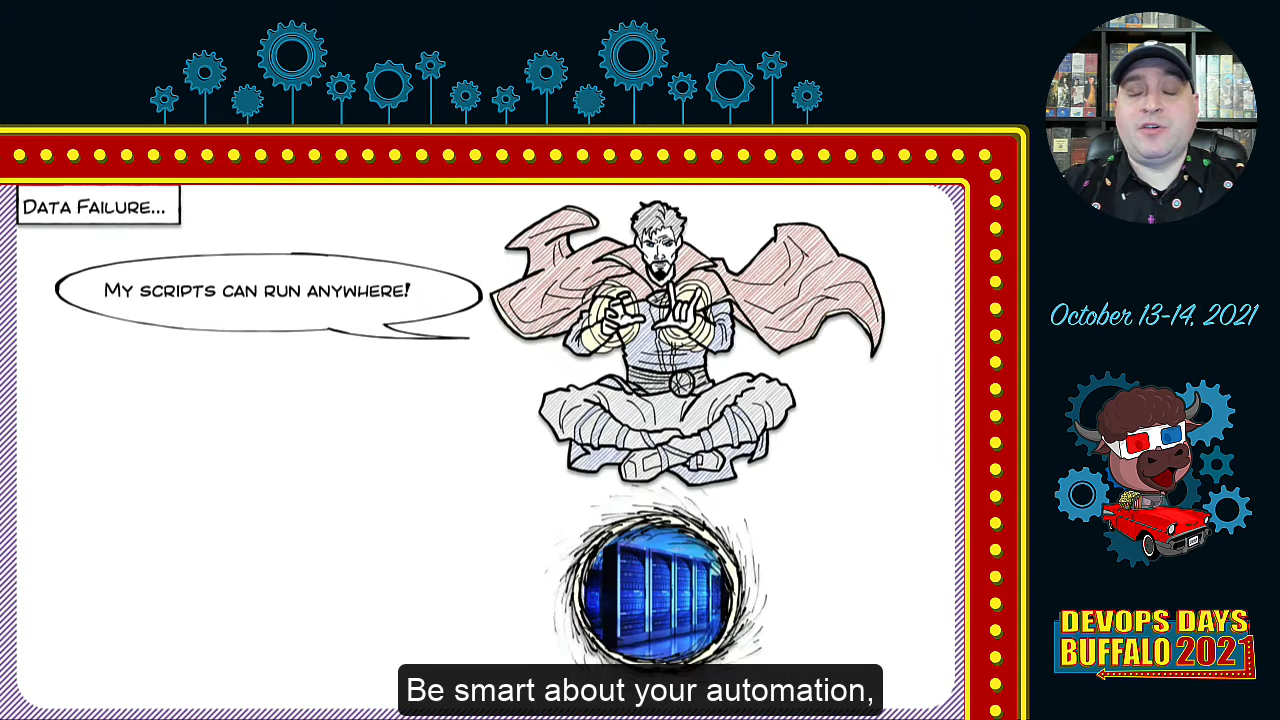 Data Failure...
My scripts can run anywhere!
October 13-14, 2021
DEVOPS DAYS
BUFFALO 2021
Be smart about your automation,